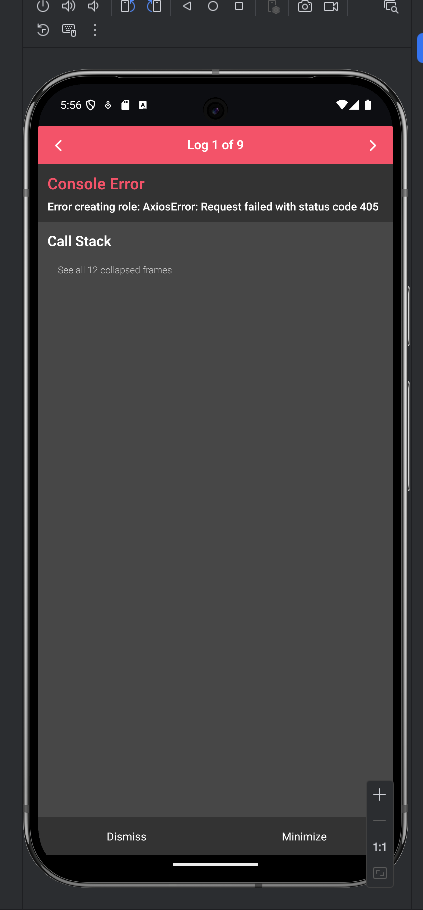 5:56
Log 1 of 9
Console Error
Error creating role: AxiosError: Request failed with status code 405
Call Stack
See all 12 collapsed frames
Dismiss
Minimize
1:1